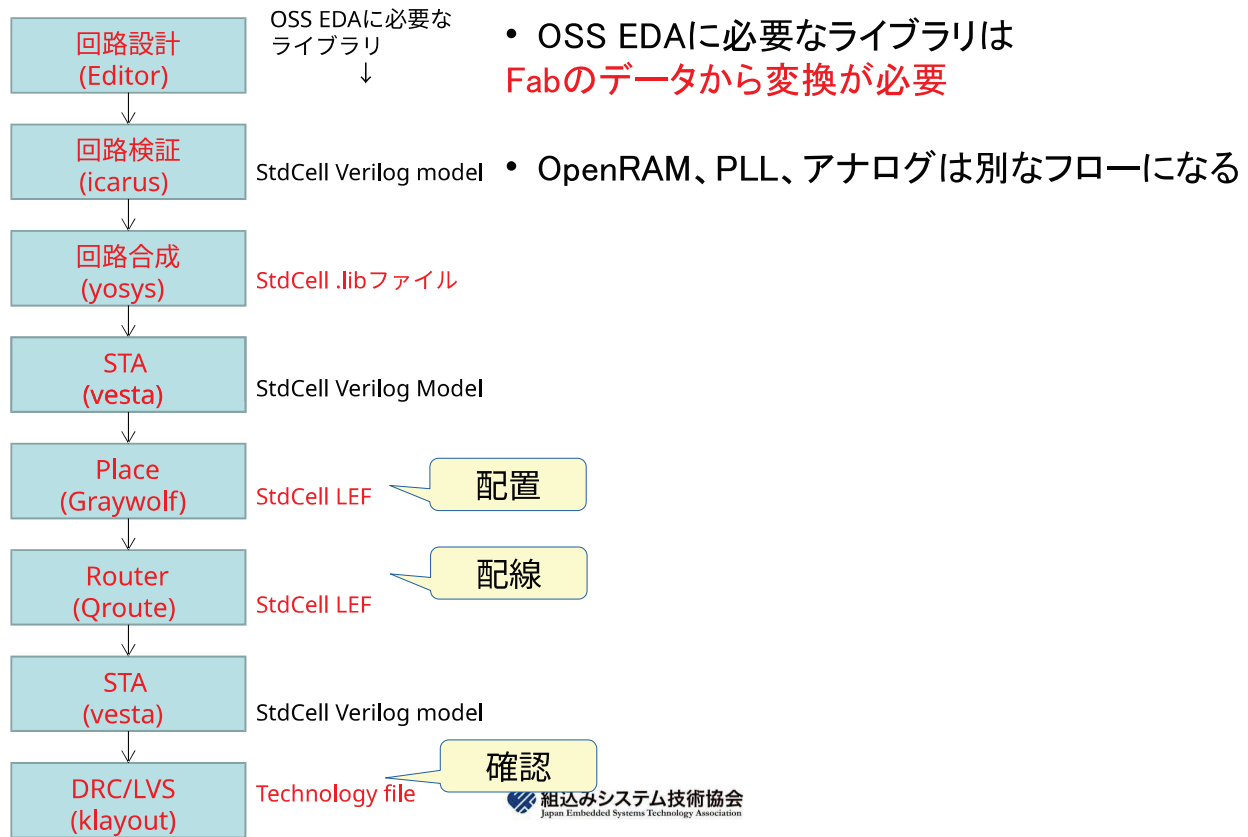 回路設計
(Editor)
OSS EDAに必要な
ライブラリ
↓
• OSS EDAに必要なライブラリは
Fabのデータから変換が必要
回路検証
(icarus)
StdCell Verilog model
• OpenRAM、PLL、アナログは別なフローになる
回路合成
(yosys)
StdCell .libファイル
STA
(vesta)
StdCell Verilog Model
Place
(Graywolf)
StdCell LEF
配置
Router
(Qroute)
StdCell LEF
配線
STA
(vesta)
StdCell Verilog model
DRC/LVS
(klayout)
Technology file
確認
組込みシステム技術協会
Japan Embedded Systems Technology Association